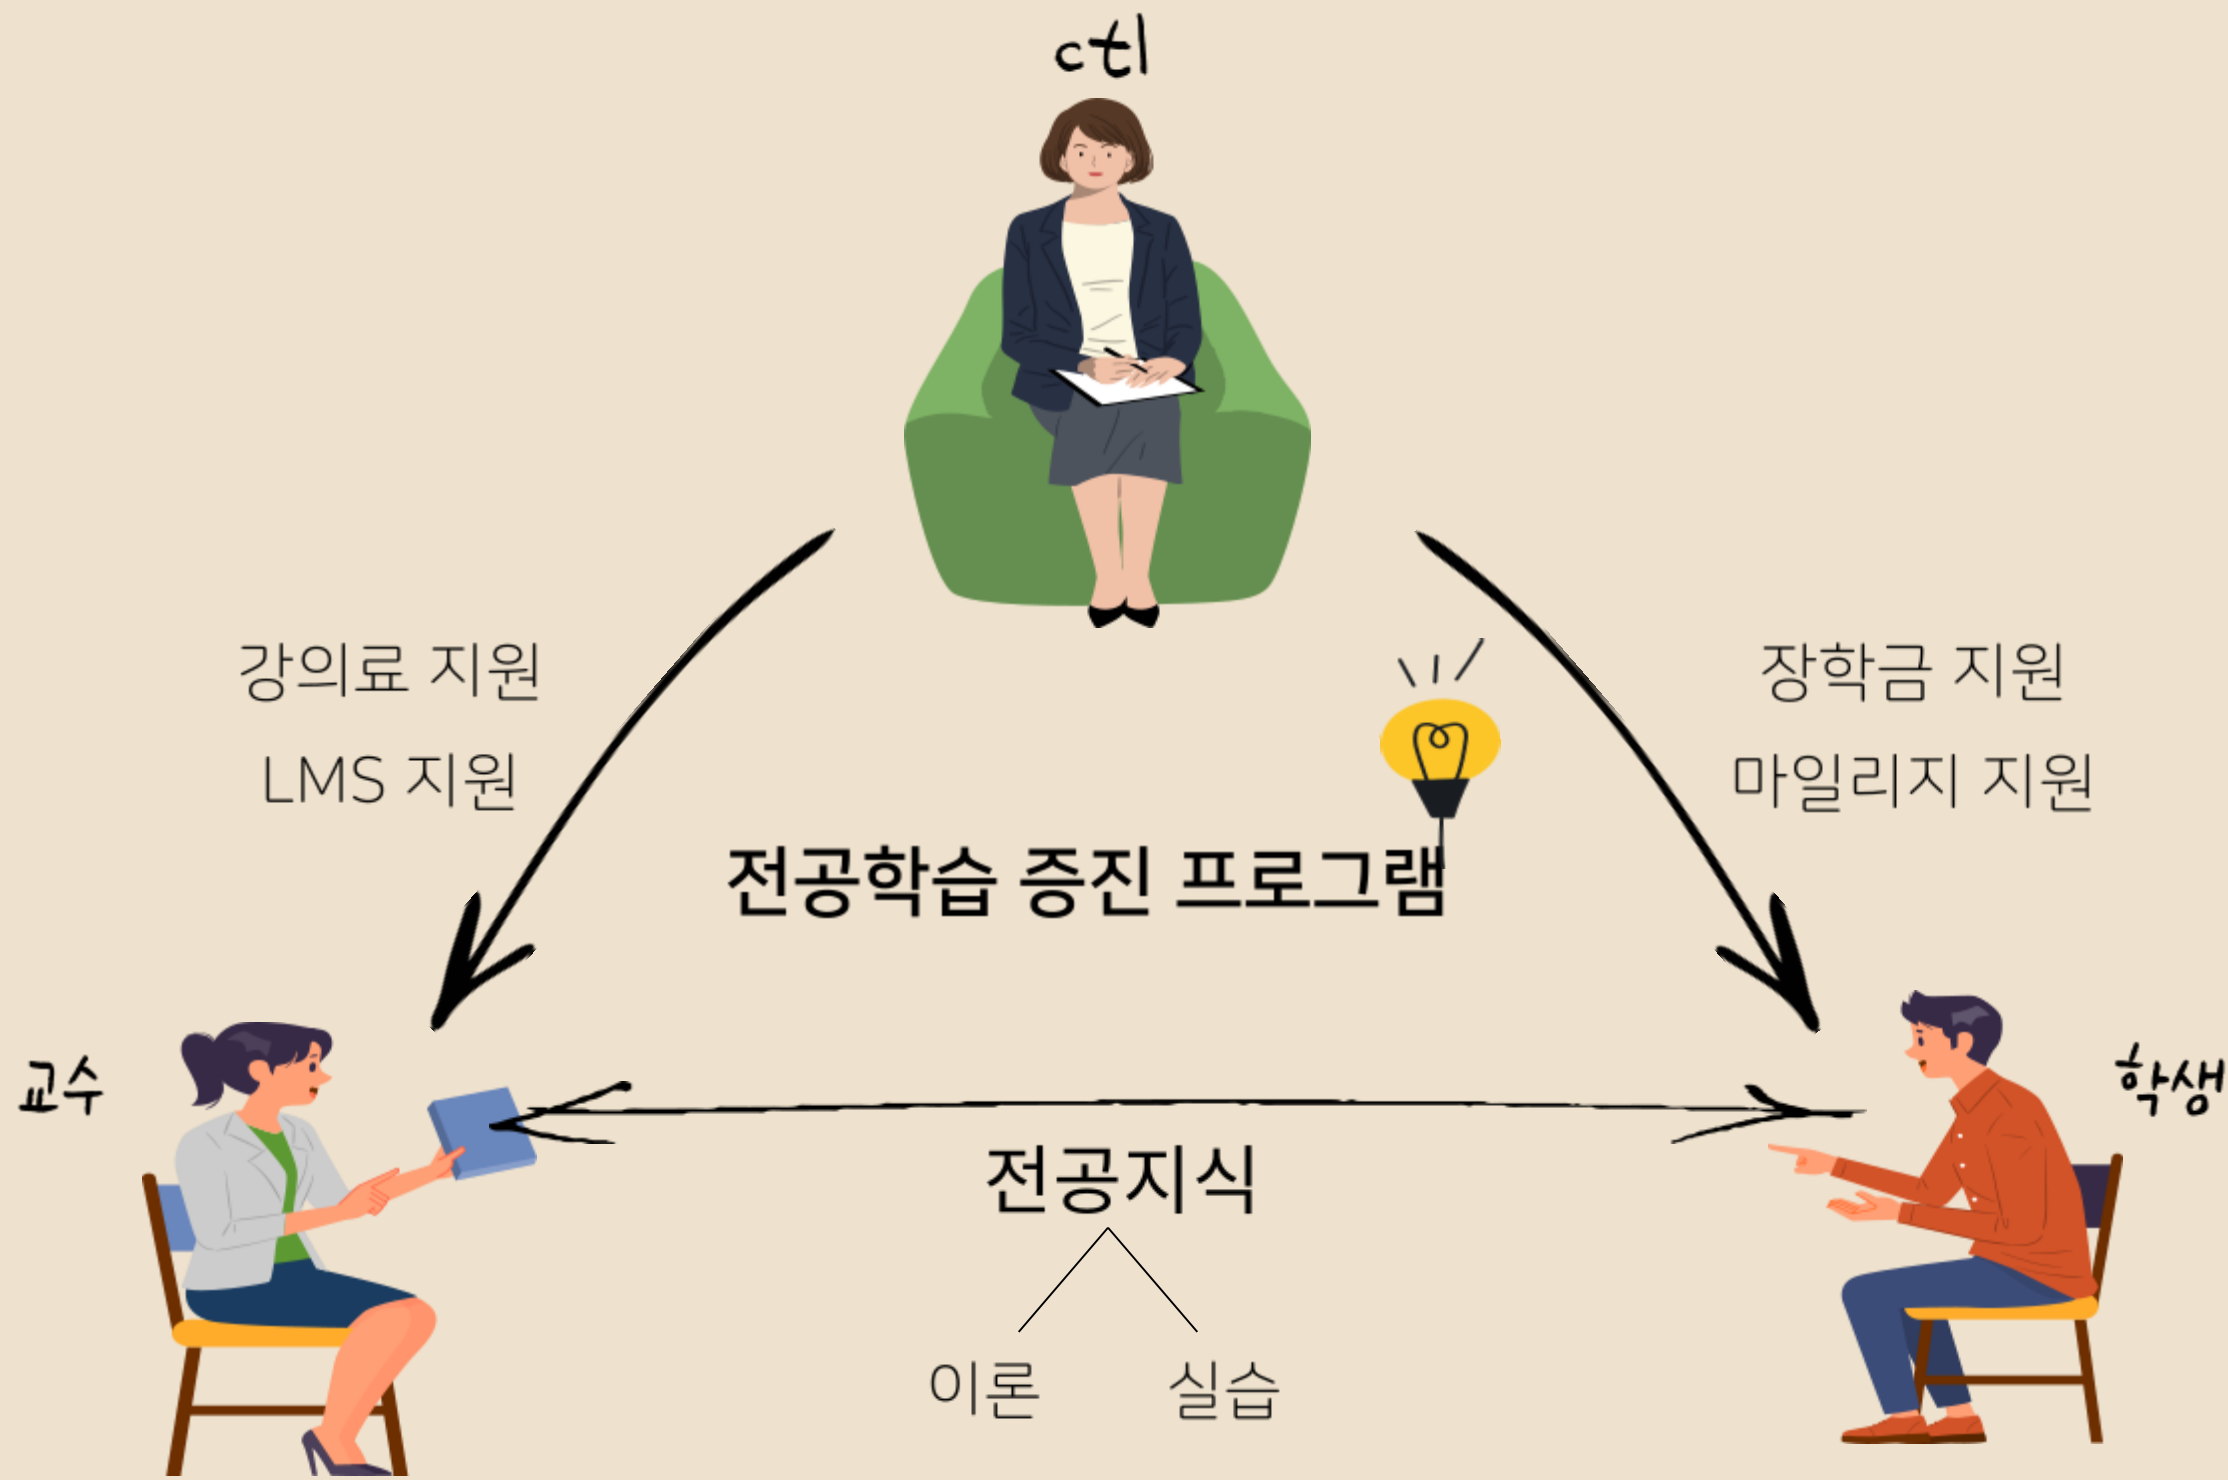 ctl
강의료 지원
LMS 지원
장학금 지원
마일리지 지원
전공학습 증진 프로그램
교수
학생
전공지식
이론
실습